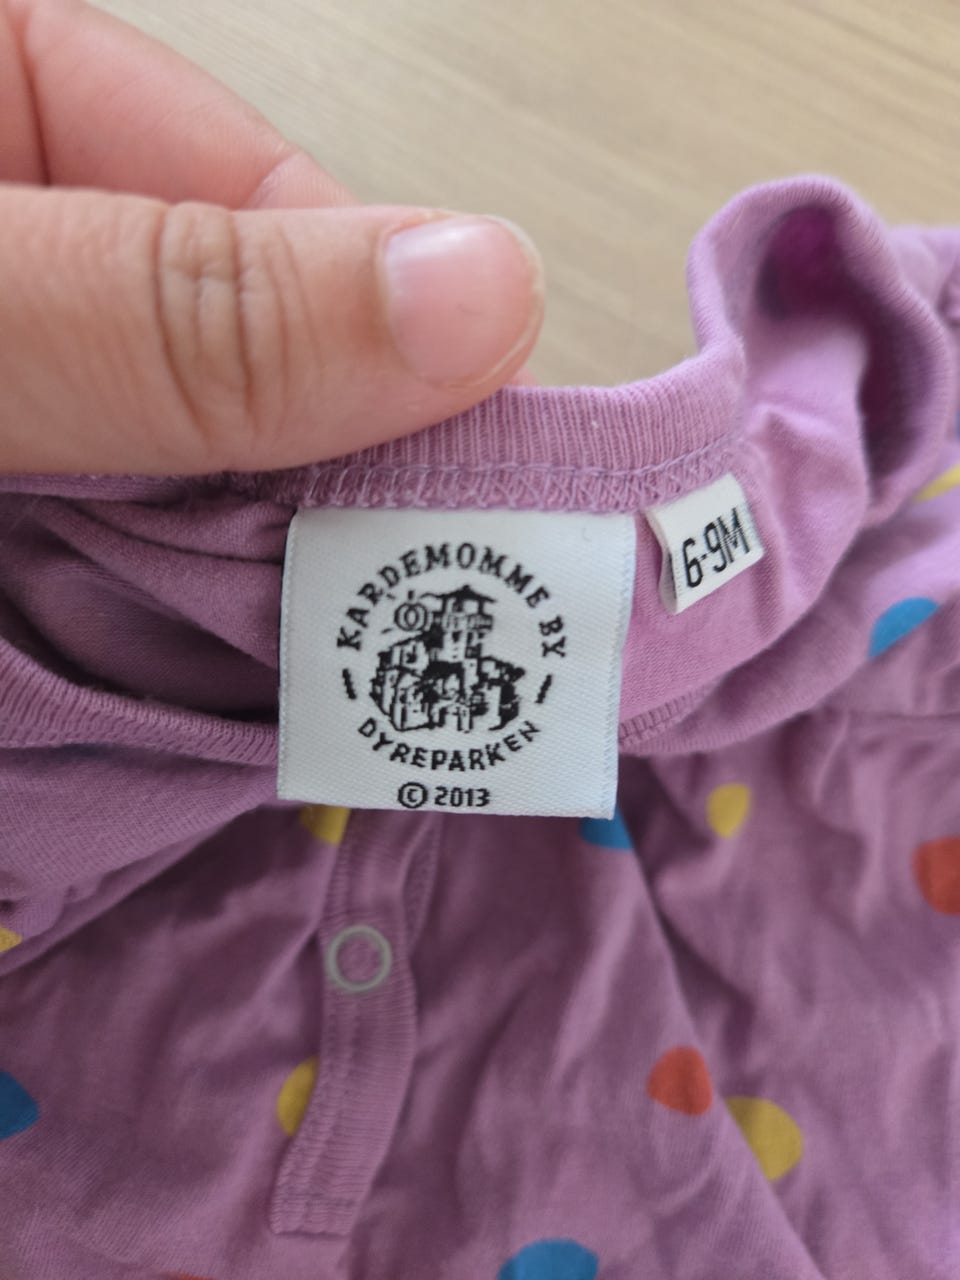 KARDEMOMME BY
DYREPARKEN
© 2013
6-9M